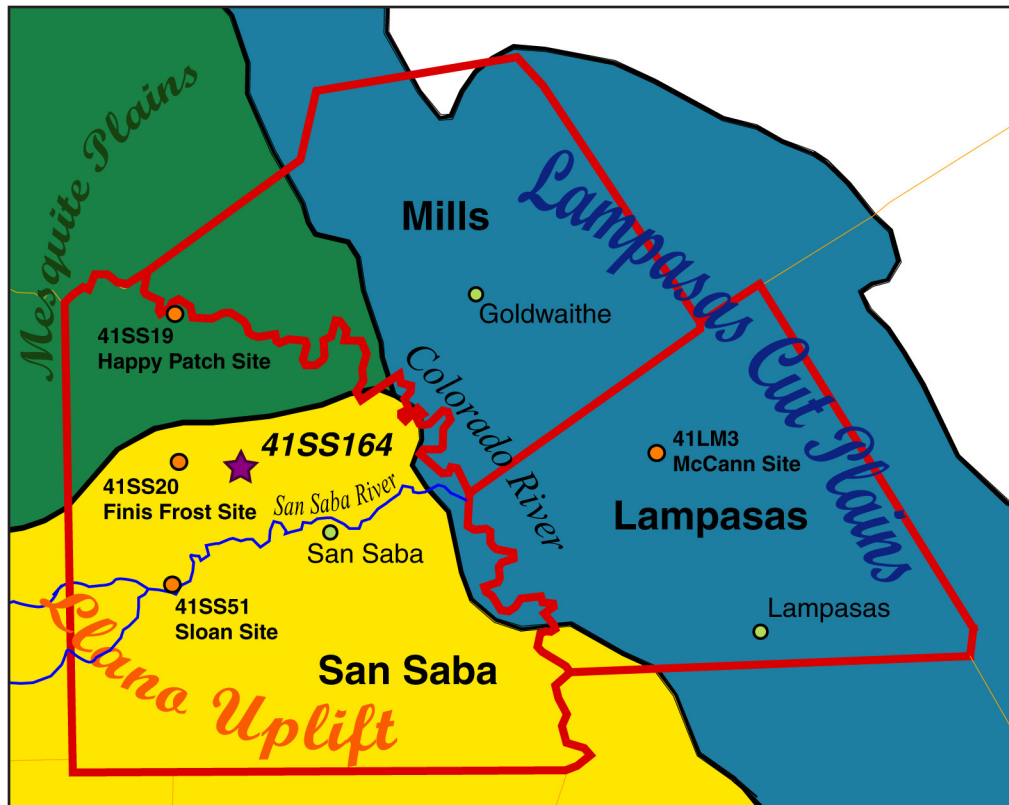 Mesquite Plains
Mills
Lampasas Cut Plains
Goldwaithe
41SS19
Happy Patch Site
Colorado River
41SS164
41LM3
McCann Site
41SS20
Finis Frost Site
San Saba River
San Saba
Lampasas
41SS51
Sloan Site
Lampasas
San Saba
Llano Uplift